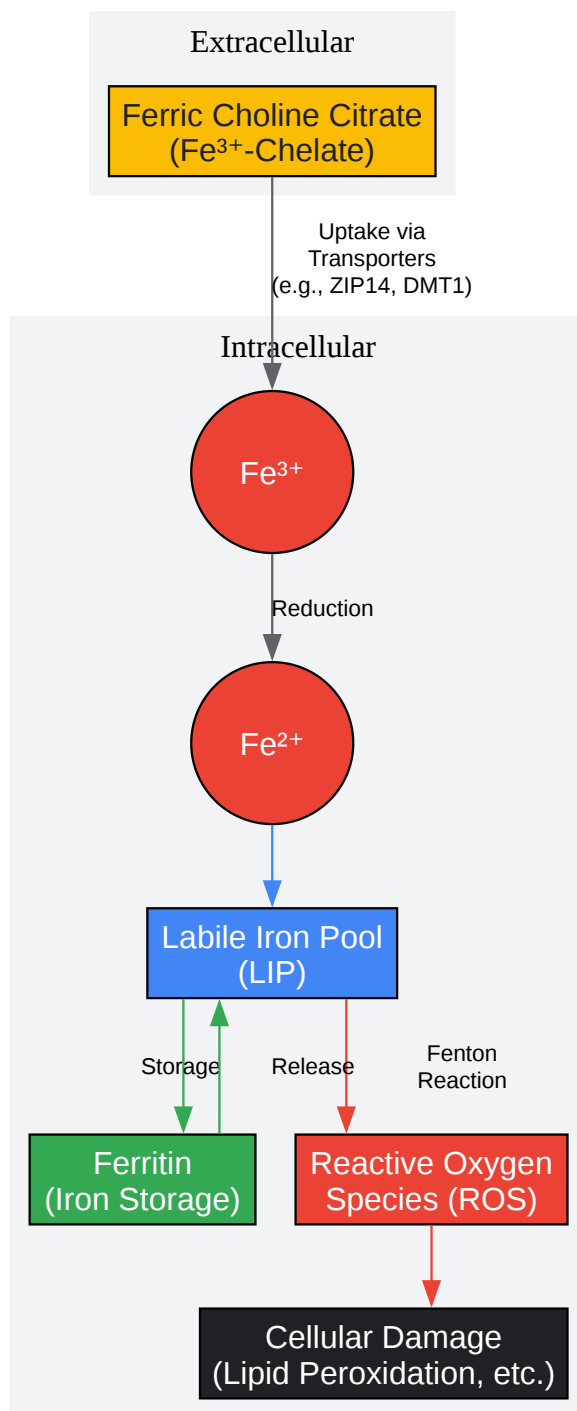 Extracellular
Ferric Choline Citrate
(Fe³⁺-Chelate)
Uptake via
Transporters
(e.g., ZIP14, DMT1)
Intracellular
Fe³⁺
Reduction
Fe²⁺
Labile Iron Pool
(LIP)
Storage
Release
Fenton
Reaction
Ferritin
(Iron Storage)
Reactive Oxygen
Species (ROS)
Cellular Damage
(Lipid Peroxidation, etc.)